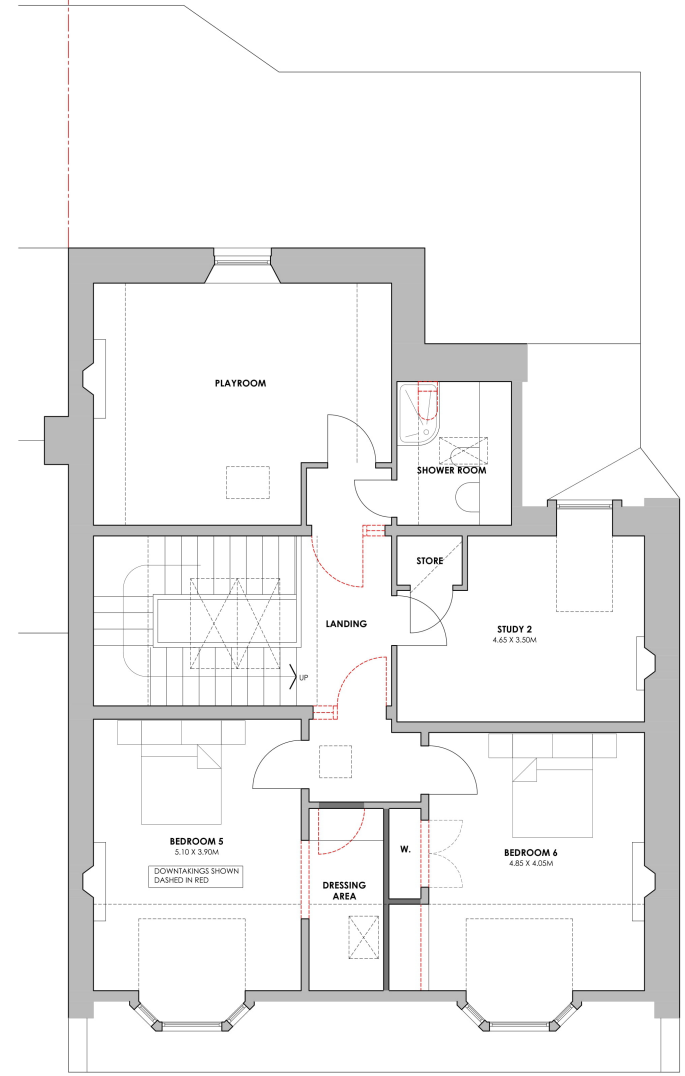 PLAYROOM
SHOWER ROOM
STORE
LANDING
STUDY 2
4.65 X 3.50M
UP
BEDROOM 5
5.10 X 3.90M
DOWNTAKINGS SHOWN
DASHED IN RED
W.
BEDROOM 6
4.85 X 4.05M
DRESSING
AREA